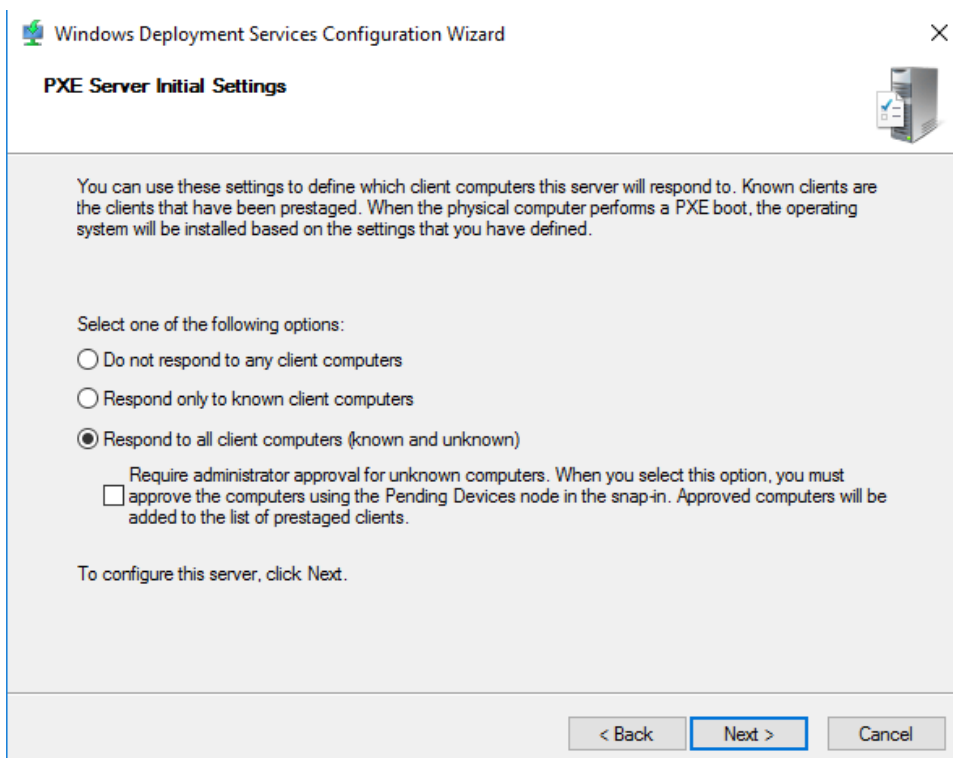 Windows Deployment Services Configuration Wizard
PXE Server Initial Settings
You can use these settings to define which client computers this server will respond to. Known clients are
the clients that have been prestaged. When the physical computer performs a PXE boot, the operating
system will be installed based on the settings that you have defined.
Select one of the following options:
Do not respond to any client computers
Respond only to known client computers
Respond to all client computers (known and unknown)
Require administrator approval for unknown computers. When you select this option, you must
approve the computers using the Pending Devices node in the snap-in. Approved computers will be
added to the list of prestaged clients.
To configure this server, click Next.
< Back Next > Cancel